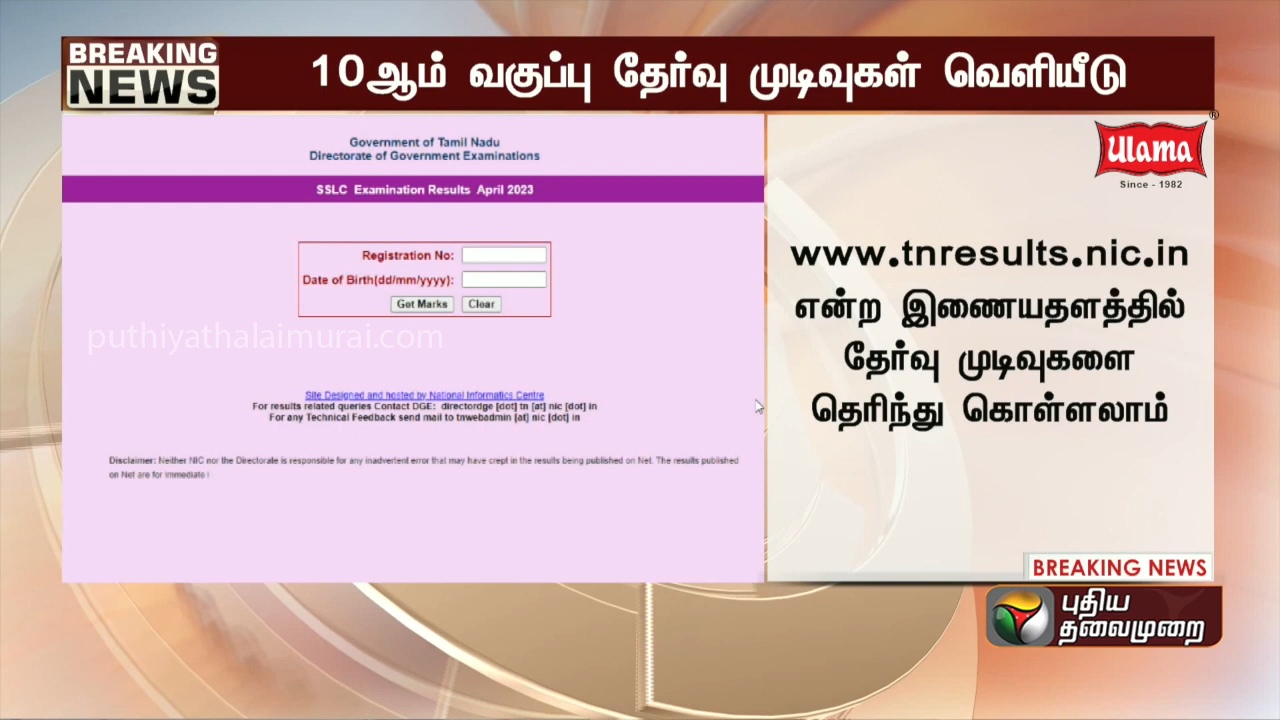 BREAKING
NEWS
10ஆம் வகுப்பு தேர்வு முடிவுகள் வெளியீடு
Government of Tamil Nadu
Directorate of Government Examinations
SSLC Examination Results April 2023
Registration No:
Date of Birth(dd/mm/yyyy):
Get Marks Clear
puthiyathalaimurai.com
Site Designed and hosted by National Informatics Centre
For results related queries Contact DGE: directordge [dot] tn [at] nic [dot] in
For any Technical Feedback send mail to tnwebadmin [at] nic [dot] in
Disclaimer: Neither NIC nor the Directorate is responsible for any inadvertent error that may have crept in the results being published on Net. The results published
on Net are for immediate i
Ulama
®
Since - 1982
www.tnresults.nic.in
என்ற இணையதளத்தில்
தேர்வு முடிவுகளை
தெரிந்து கொள்ளலாம்
BREAKING NEWS
புதிய
தலைமுறை